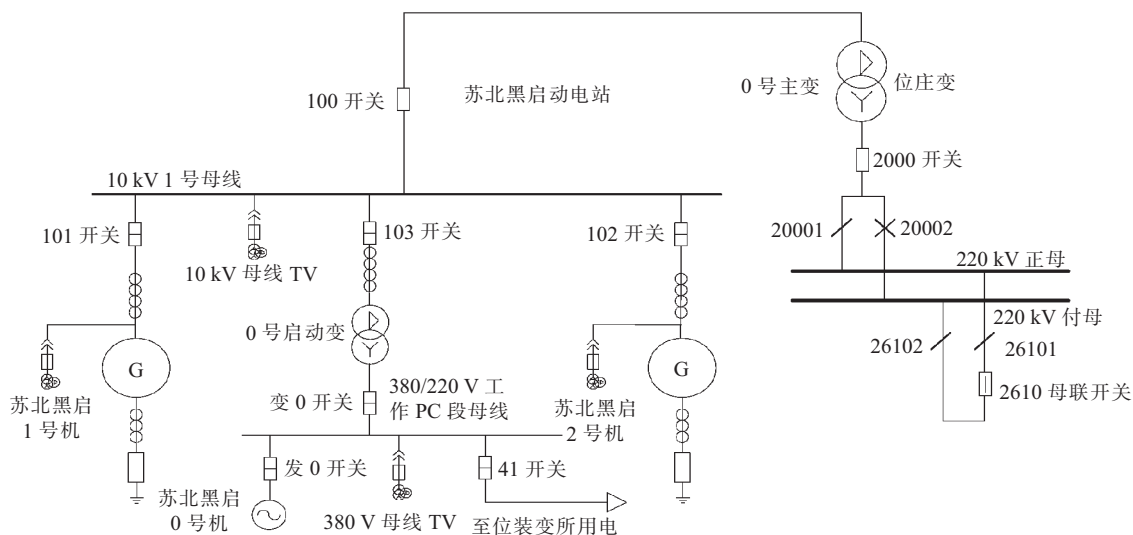 100 开关
苏北黑启动电站
0 号主变
位庄变
2000 开关
10 kV 1 号母线
101 开关
10 kV 母线 TV
103 开关
102 开关
20001
20002
220 kV 正母
220 kV 付母
26102
26101
2610 母联开关
0 号启动变
G
G
苏北黑启
1 号机
变 0 开关
380/220 V 工
作 PC 段母线
苏北黑启
2 号机
发 0 开关
41 开关
苏北黑启
0 号机
380 V 母线 TV
至位装变所用电